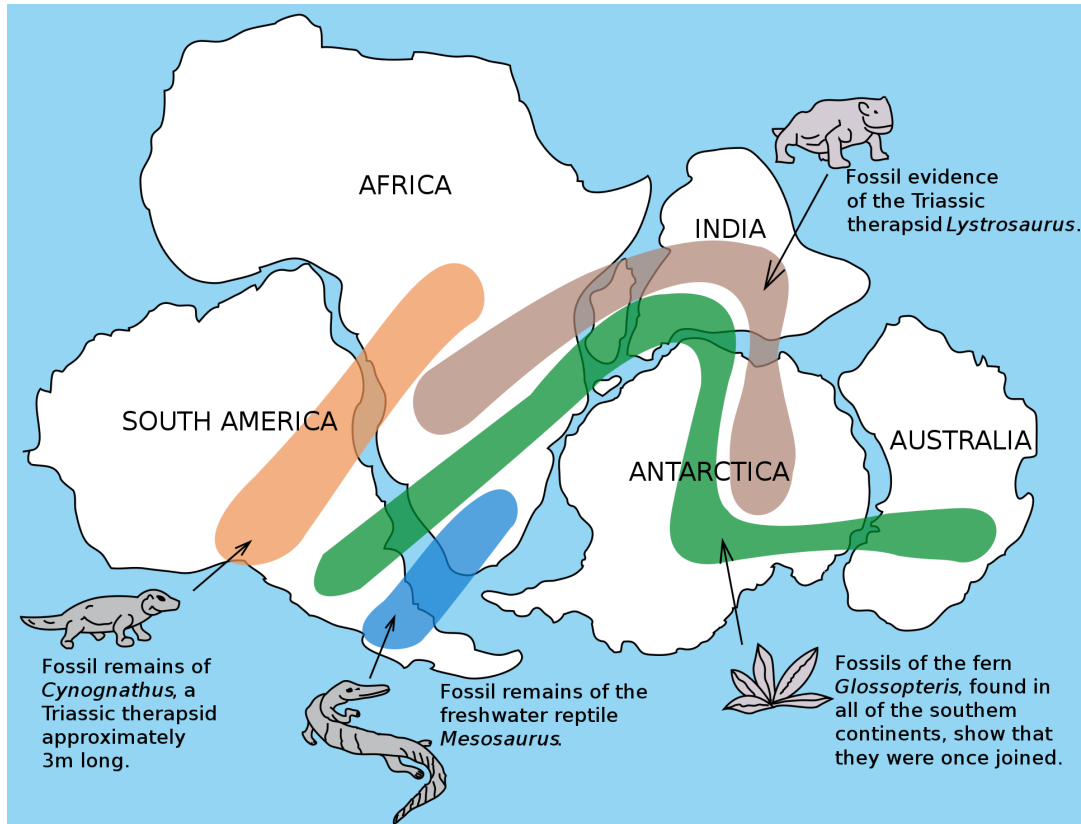 AFRICA
INDIA
SOUTH AMERICA
ANTARCTICA
AUSTRALIA
Fossil evidence
of the Triassic
therapsid Lystrosaurus.
Fossil remains of
Cynognathus, a
Triassic therapsid
approximately
3m long.
Fossil remains of the
freshwater reptile
Mesosaurus.
Fossils of the fern
Glossopteris, found in
all of the southem
continents, show that
they were once joined.